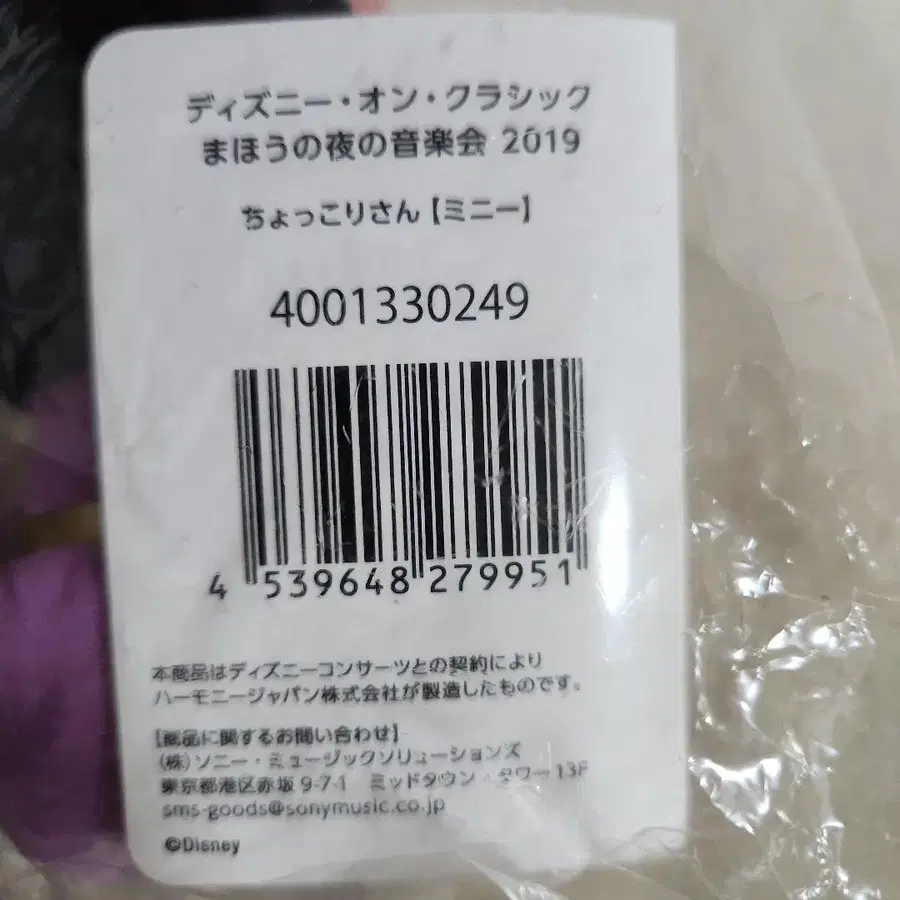 ディズニー・オン・クラシック
まほうの夜の音楽会 2019
ちょっこりさん【ミニー】
4001330249
4 539648 279951
本商品はディズニーコンサーツとの契約により
ハーモニージャパン株式会社が製造したものです。
【商品に関するお問い合わせ】
(株)ソニー・ミュージックソリューションズ
東京都港区赤坂 9-7-1 ミッドタウン・タワー 13F
sms-goods@sonymusic.co.jp
©Disney